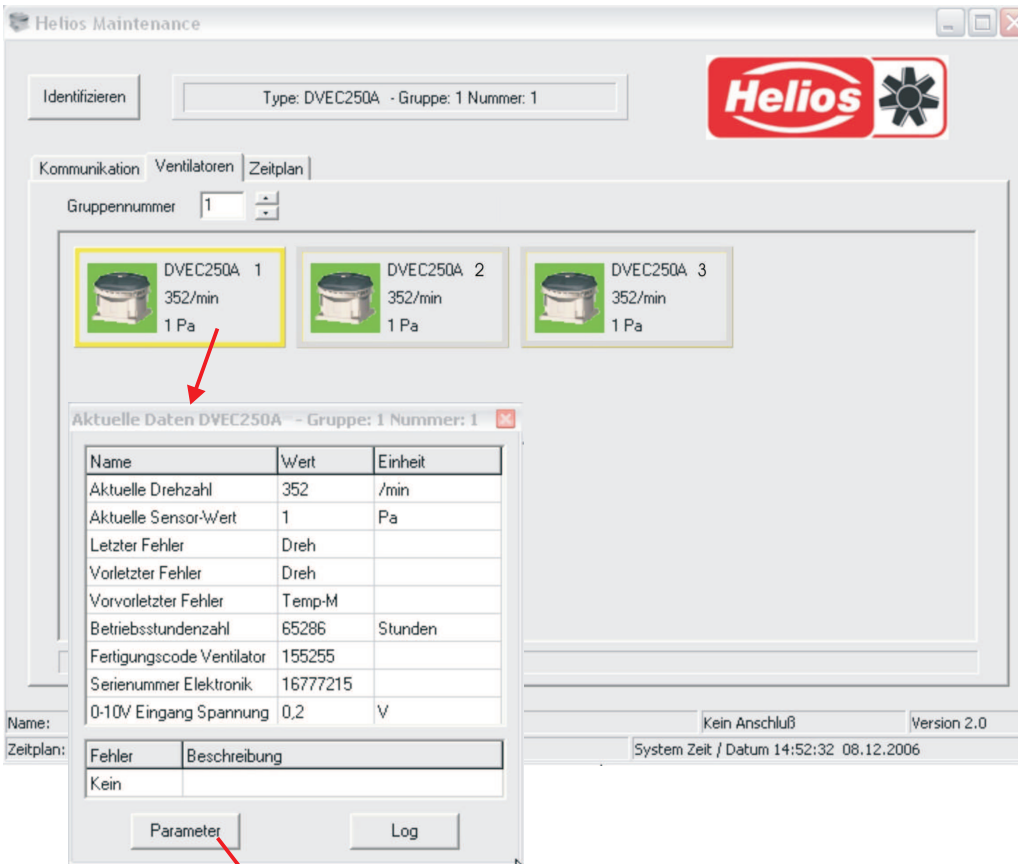 Helios Maintenance
Identifizieren
Type: DVEC250A - Gruppe: 1 Nummer: 1
Helios
Kommunikation Ventilatoren Zeitplan
Gruppennummer 1
DVEC250A 1
352/min
1 Pa
DVEC250A 2
352/min
1 Pa
DVEC250A 3
352/min
1 Pa
Aktuelle Daten DVEC250A - Gruppe: 1 Nummer: 1
Name Wert Einheit
Aktuelle Drehzahl 352 /min
Aktuelle Sensor-Wert 1 Pa
Letzter Fehler Dreh
Vorletzter Fehler Dreh
Vorvorletzter Fehler Temp-M
Betriebsstundenzahl 65286 Stunden
Fertigungscode Ventilator 155255
Serienummer Elektronik 16777215
0-10V Eingang Spannung 0,2 V
Fehler Beschreibung
Kein
Parameter Log
Name: Kein Anschluß Version 2.0
Zeitplan: System Zeit / Datum 14:52:32 08.12.2006